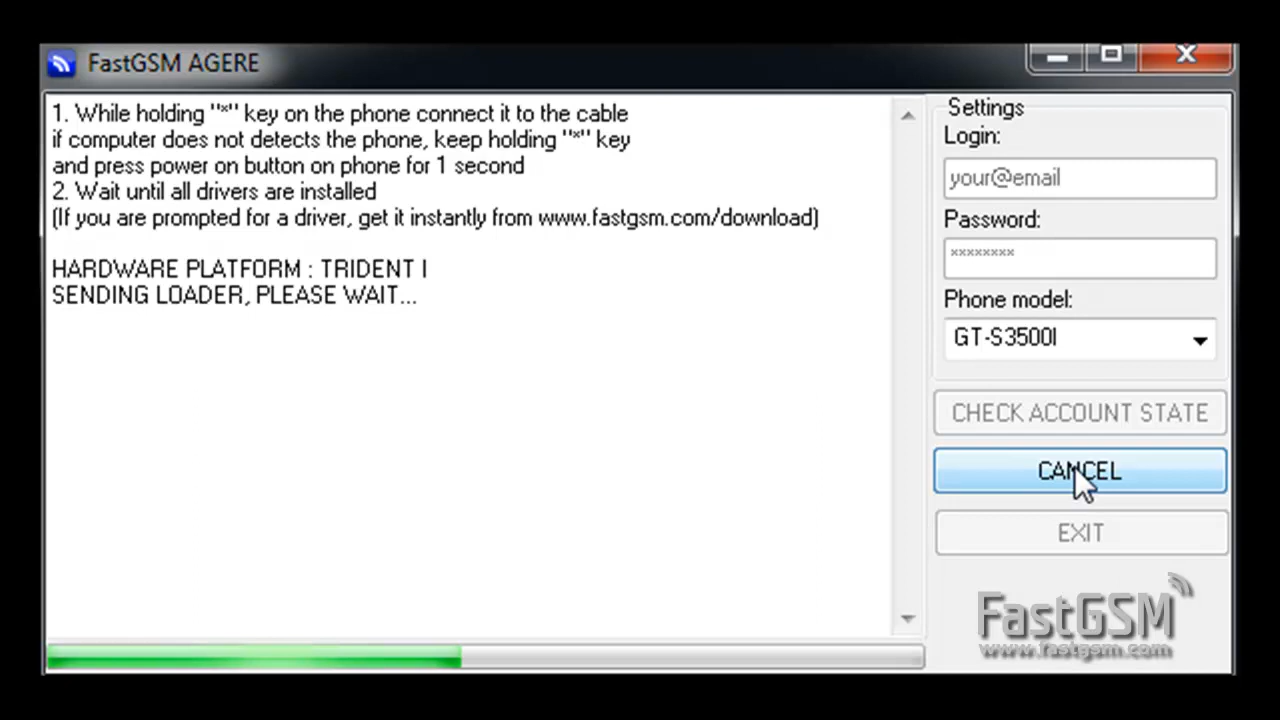 FastGSM AGERE
1. While holding "*" key on the phone connect it to the cable
if computer does not detects the phone, keep holding "*" key
and press power on button on phone for 1 second
2. Wait until all drivers are installed
(If you are prompted for a driver, get it instantly from www.fastgsm.com/download)
HARDWARE PLATFORM : TRIDENT I
SENDING LOADER, PLEASE WAIT...
Settings
Login:
your@email
Password:
××××××××
Phone model:
GT-S3500I
CHECK ACCOUNT STATE
CANCEL
EXIT
FastGSM
www.fastgsm.com